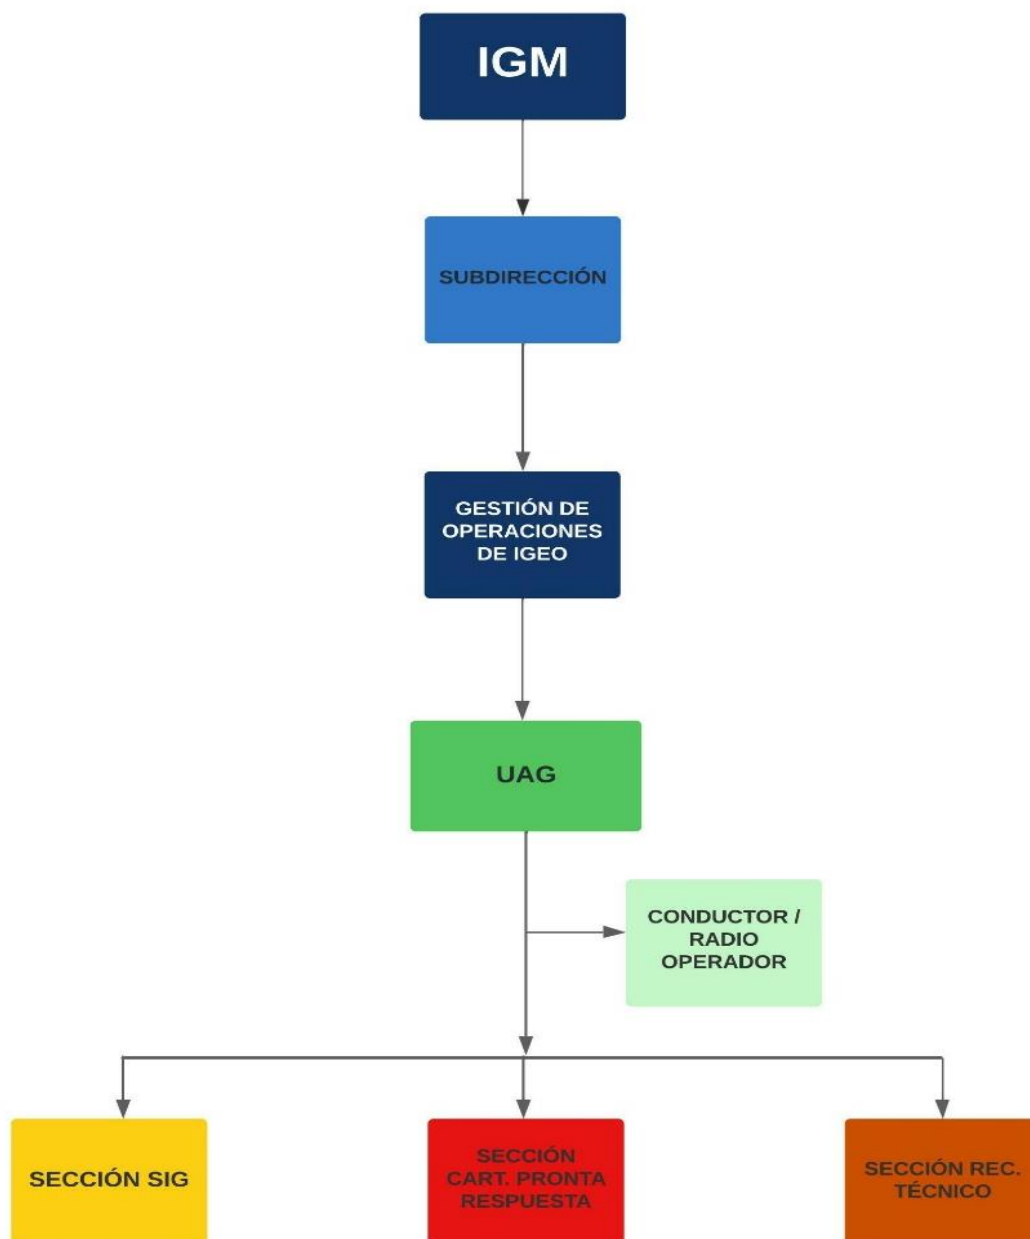 IGM
SUBDIRECCIÓN
GESTIÓN DE
OPERACIONES
DE IGEO
UAG
CONDUCTOR /
RADIO
OPERADOR
SECCIÓN SIG
SECCIÓN
CART. PRONTA
RESPUESTA
SECCIÓN REC.
TÉCNICO